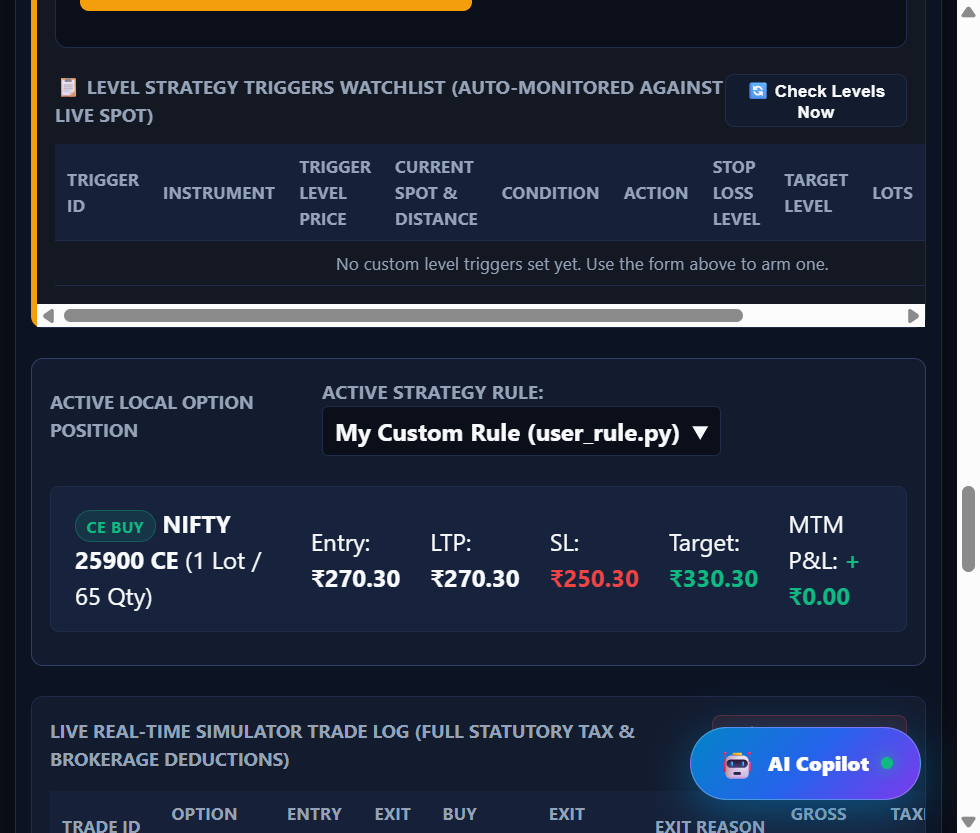 LEVEL STRATEGY TRIGGERS WATCHLIST (AUTO-MONITORED AGAINST
LIVE SPOT)
Check Levels
Now
TRIGGER
ID
INSTRUMENT
TRIGGER
LEVEL
PRICE
CURRENT
SPOT &
DISTANCE
CONDITION
ACTION
STOP
LOSS
LEVEL
TARGET
LEVEL
LOTS
No custom level triggers set yet. Use the form above to arm one.
ACTIVE LOCAL OPTION
POSITION
ACTIVE STRATEGY RULE:
My Custom Rule (user_rule.py) ▼
CE BUY NIFTY
25900 CE (1 Lot /
65 Qty)
Entry:
₹270.30
LTP:
₹270.30
SL:
₹250.30
Target:
₹330.30
MTM
P&L: +
₹0.00
LIVE REAL-TIME SIMULATOR TRADE LOG (FULL STATUTORY TAX &
BROKERAGE DEDUCTIONS)
AI Copilot
TRADE ID
OPTION
ENTRY
EXIT
BUY
EXIT
EXIT REASON
GROSS